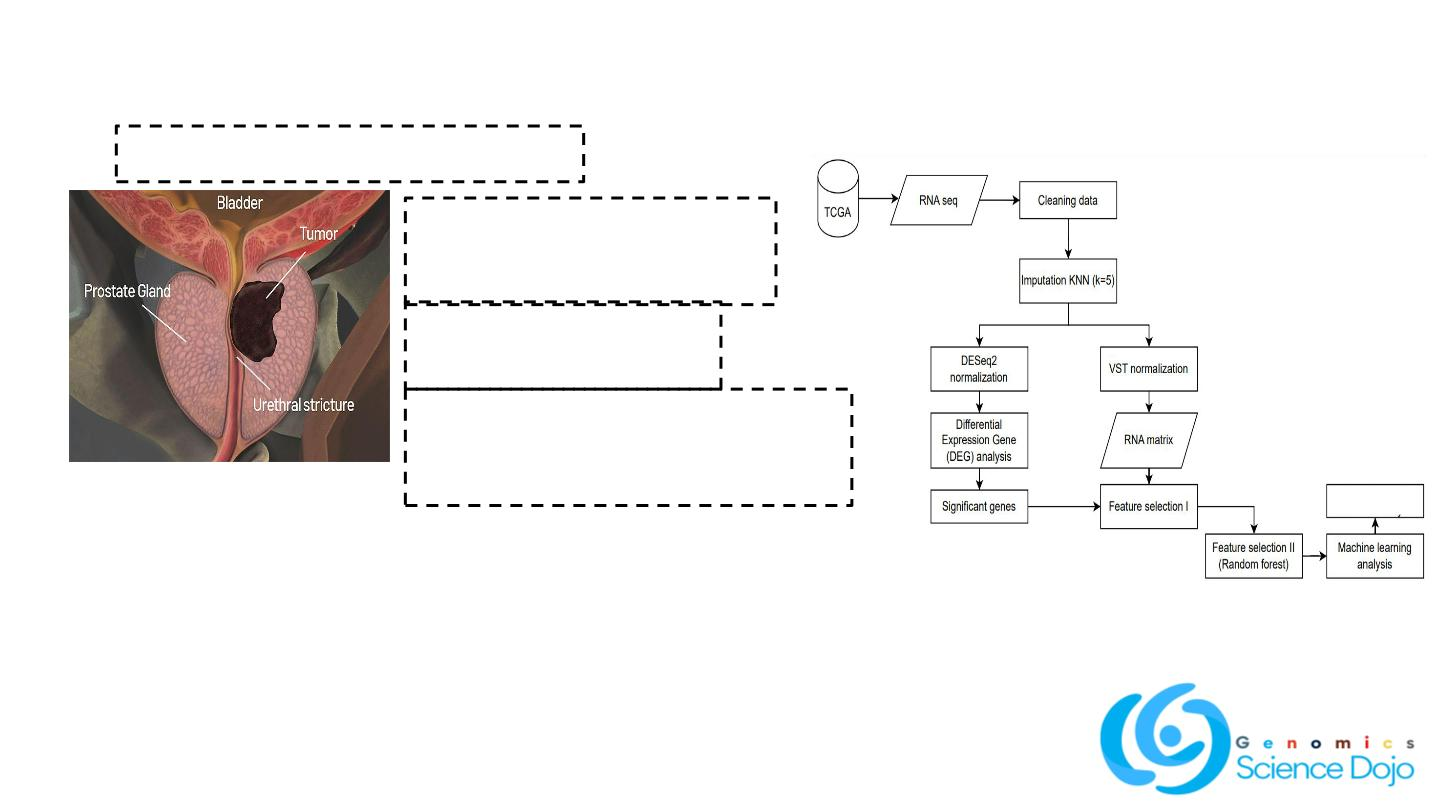 Bladder
Tumor
Prostate Gland
Urethral stricture
TCGA
RNA seq
Cleaning data
Imputation KNN (k=5)
DESeq2
normalization
VST normalization
Differential
Expression Gene
(DEG) analysis
RNA matrix
Significant genes
Feature selection I
Feature selection II
(Random forest)
Machine learning
analysis
Genomics
Science Dojo